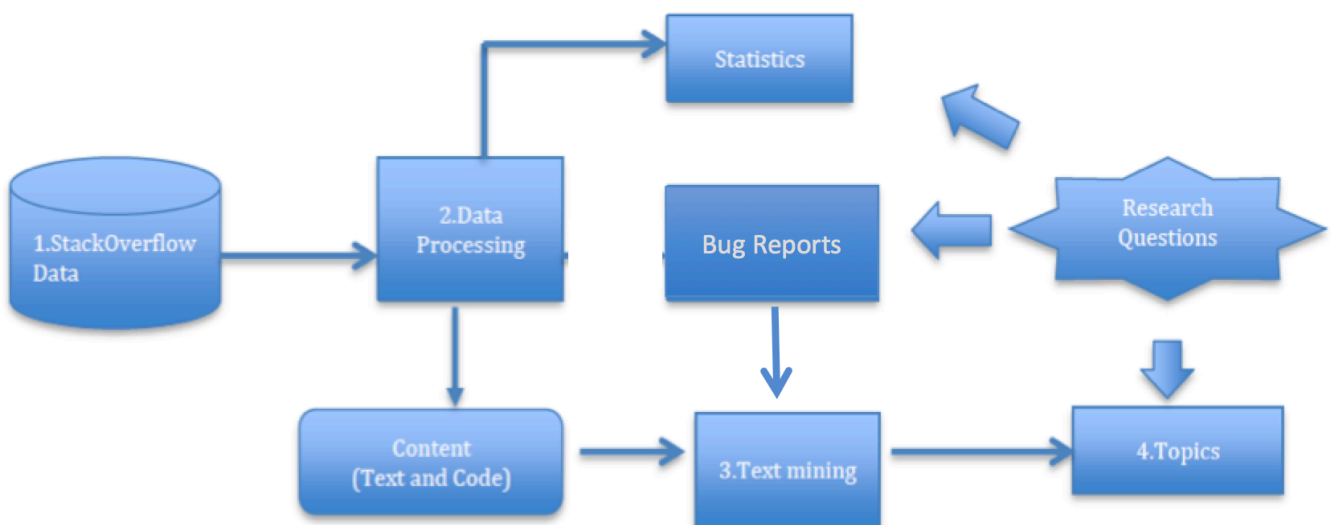 Statistics
1.StackOverflow
Data
2.Data
Processing
Bug Reports
Research
Questions
Content
(Text and Code)
3.Text mining
4.Topics